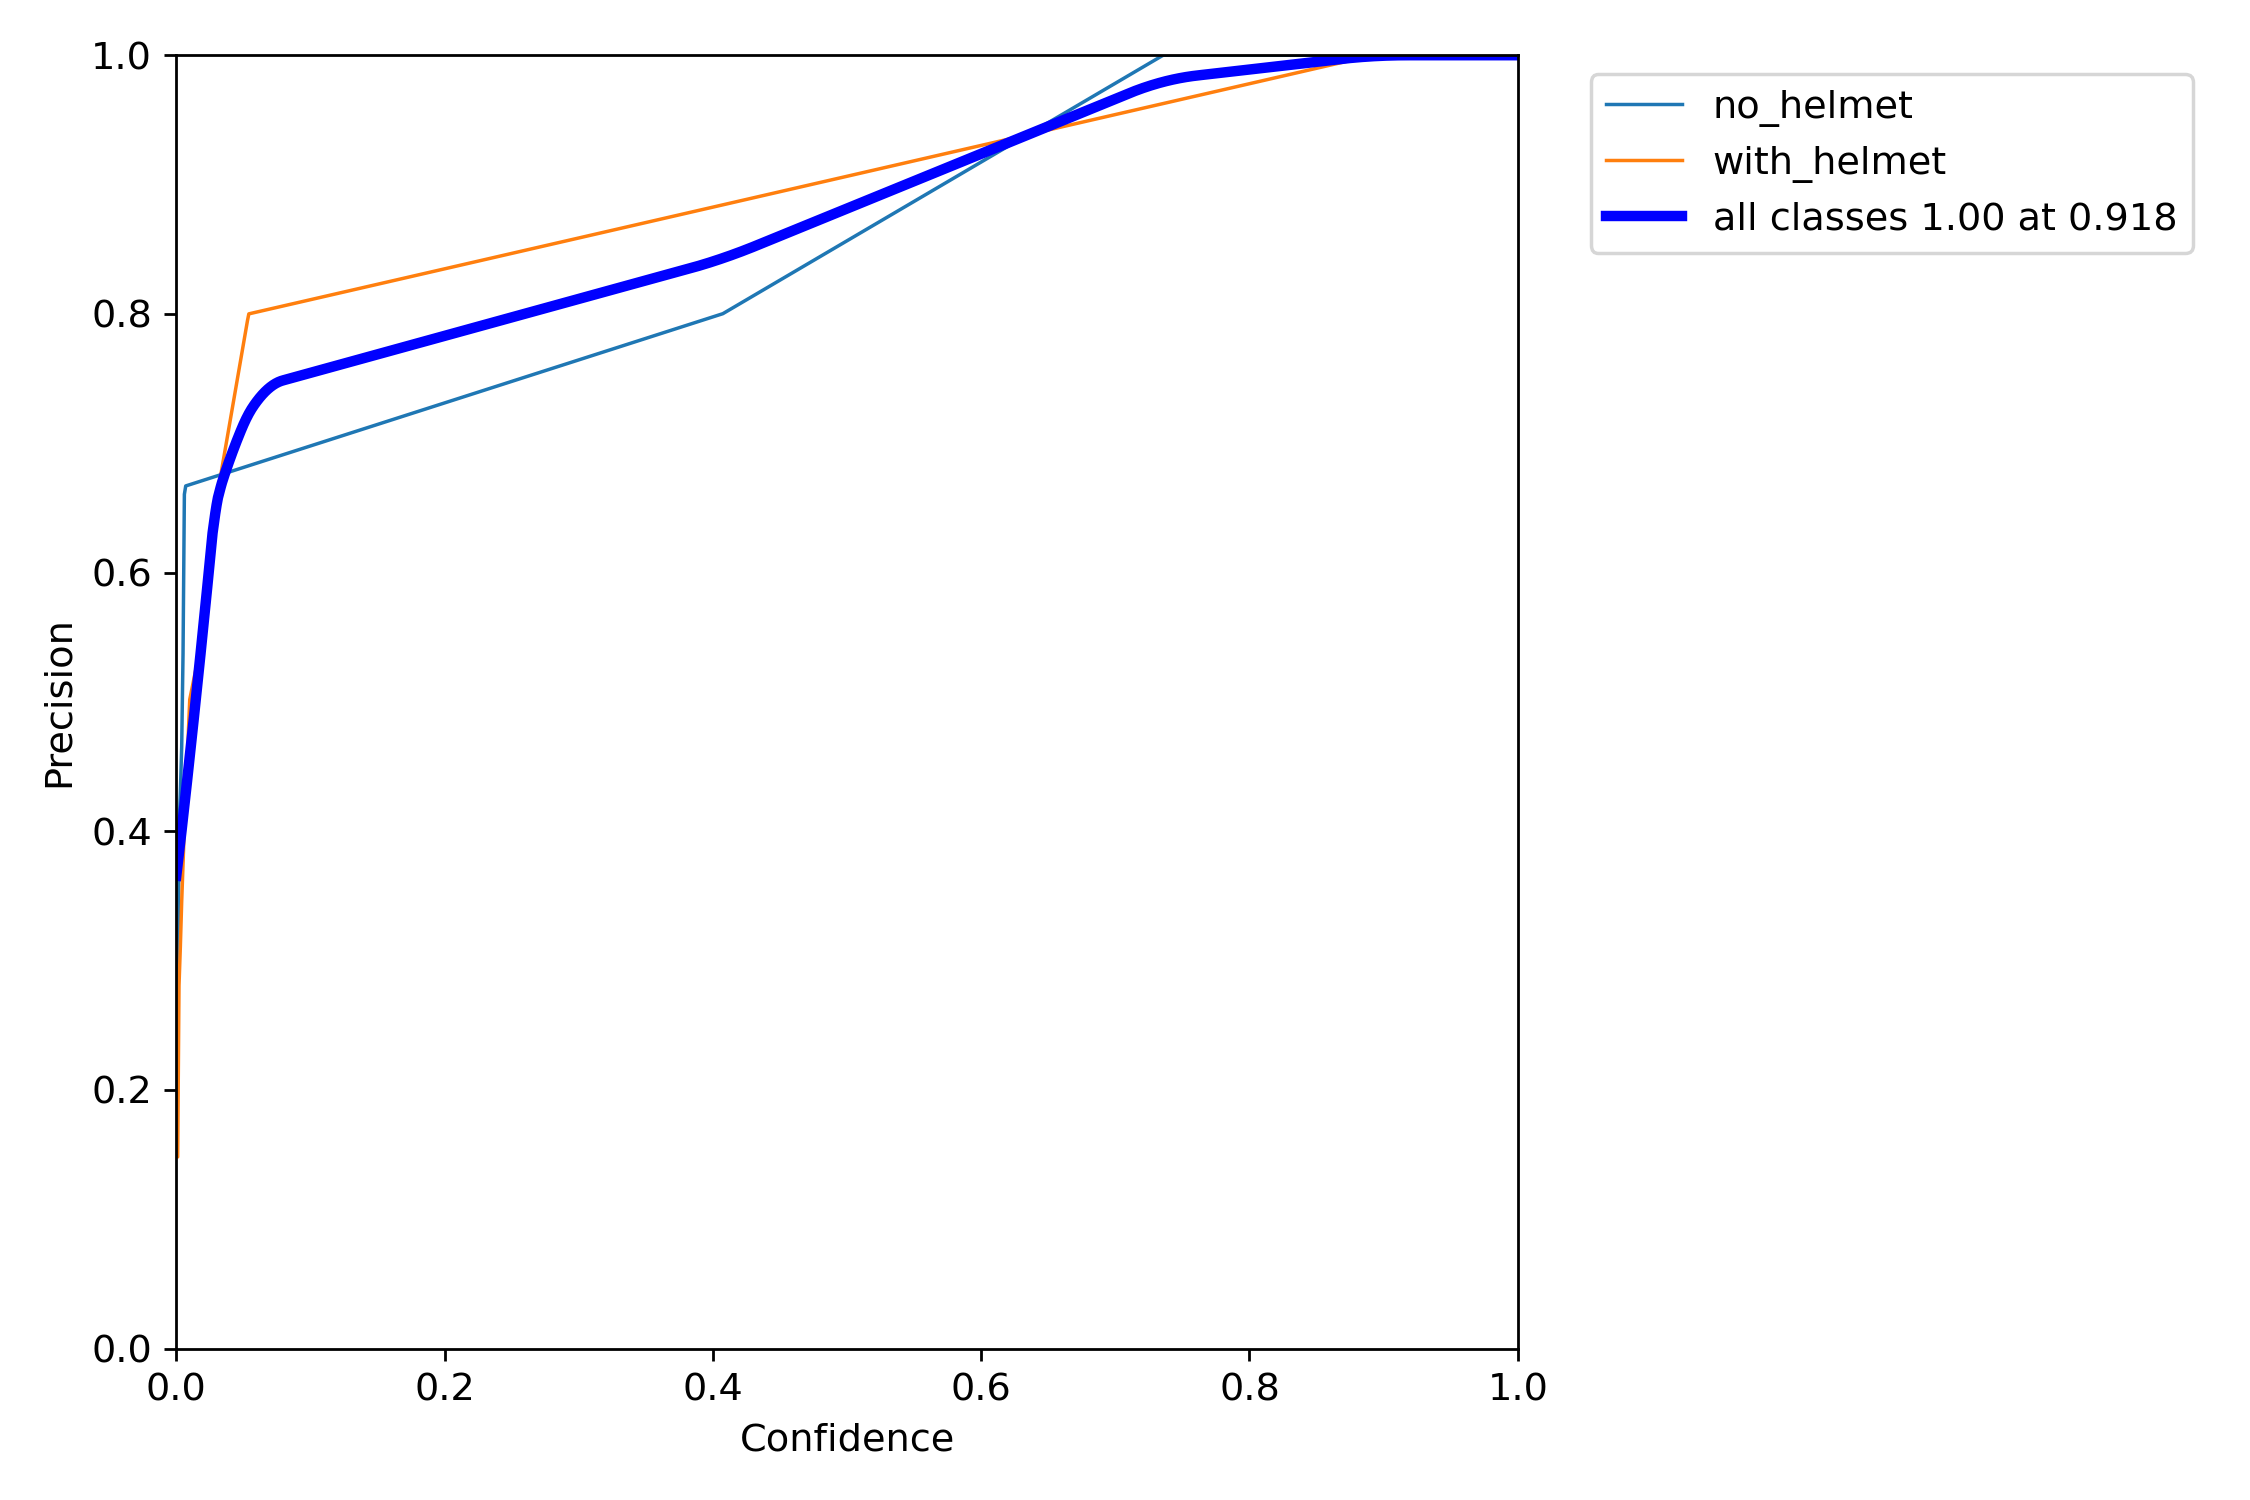 1.0
0.8
0.6
0.4
0.2
0.0
Precision
0.0 0.2 0.4 0.6 0.8 1.0
Confidence
no_helmet
with_helmet
all classes 1.00 at 0.918